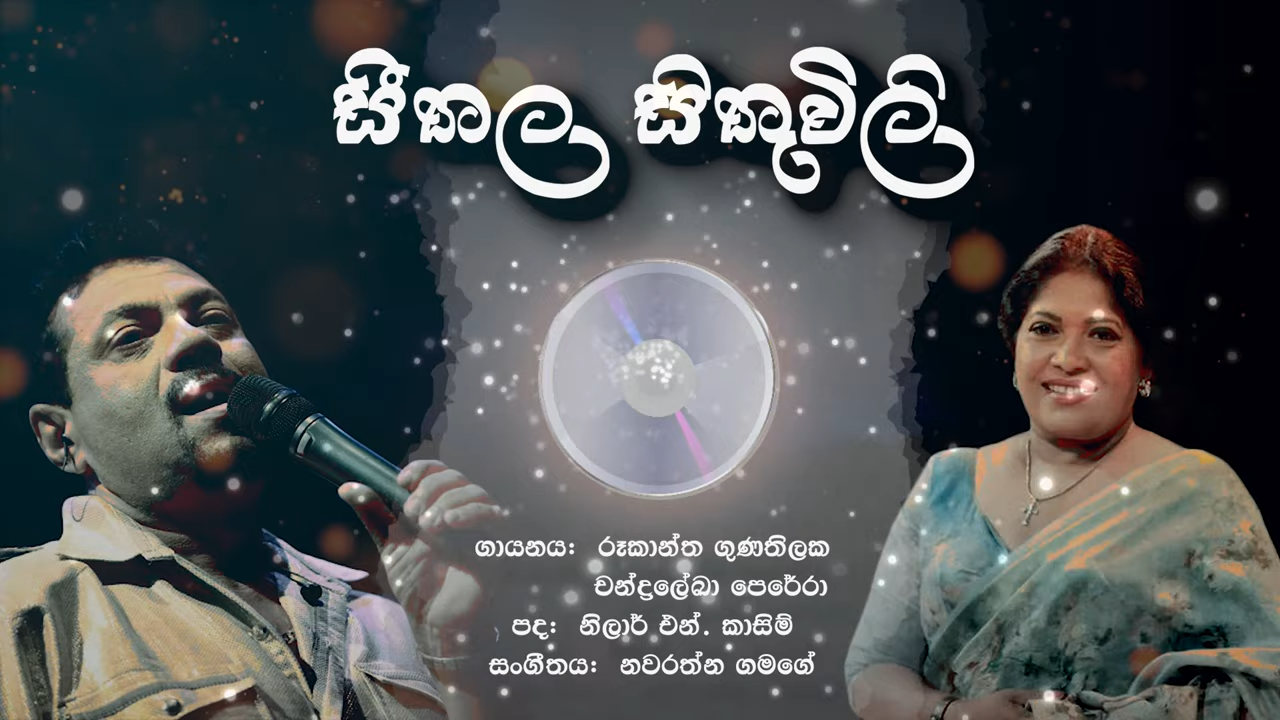 සීතල සිතුවිලි
ගායනය: රූකාන්ත ගුණතිලක
චන්ද්‍රලේඛා පෙරේරා
පද: නිලාර් එන්. කාසිම්
සංගීතය: නවරත්න ගමගේ